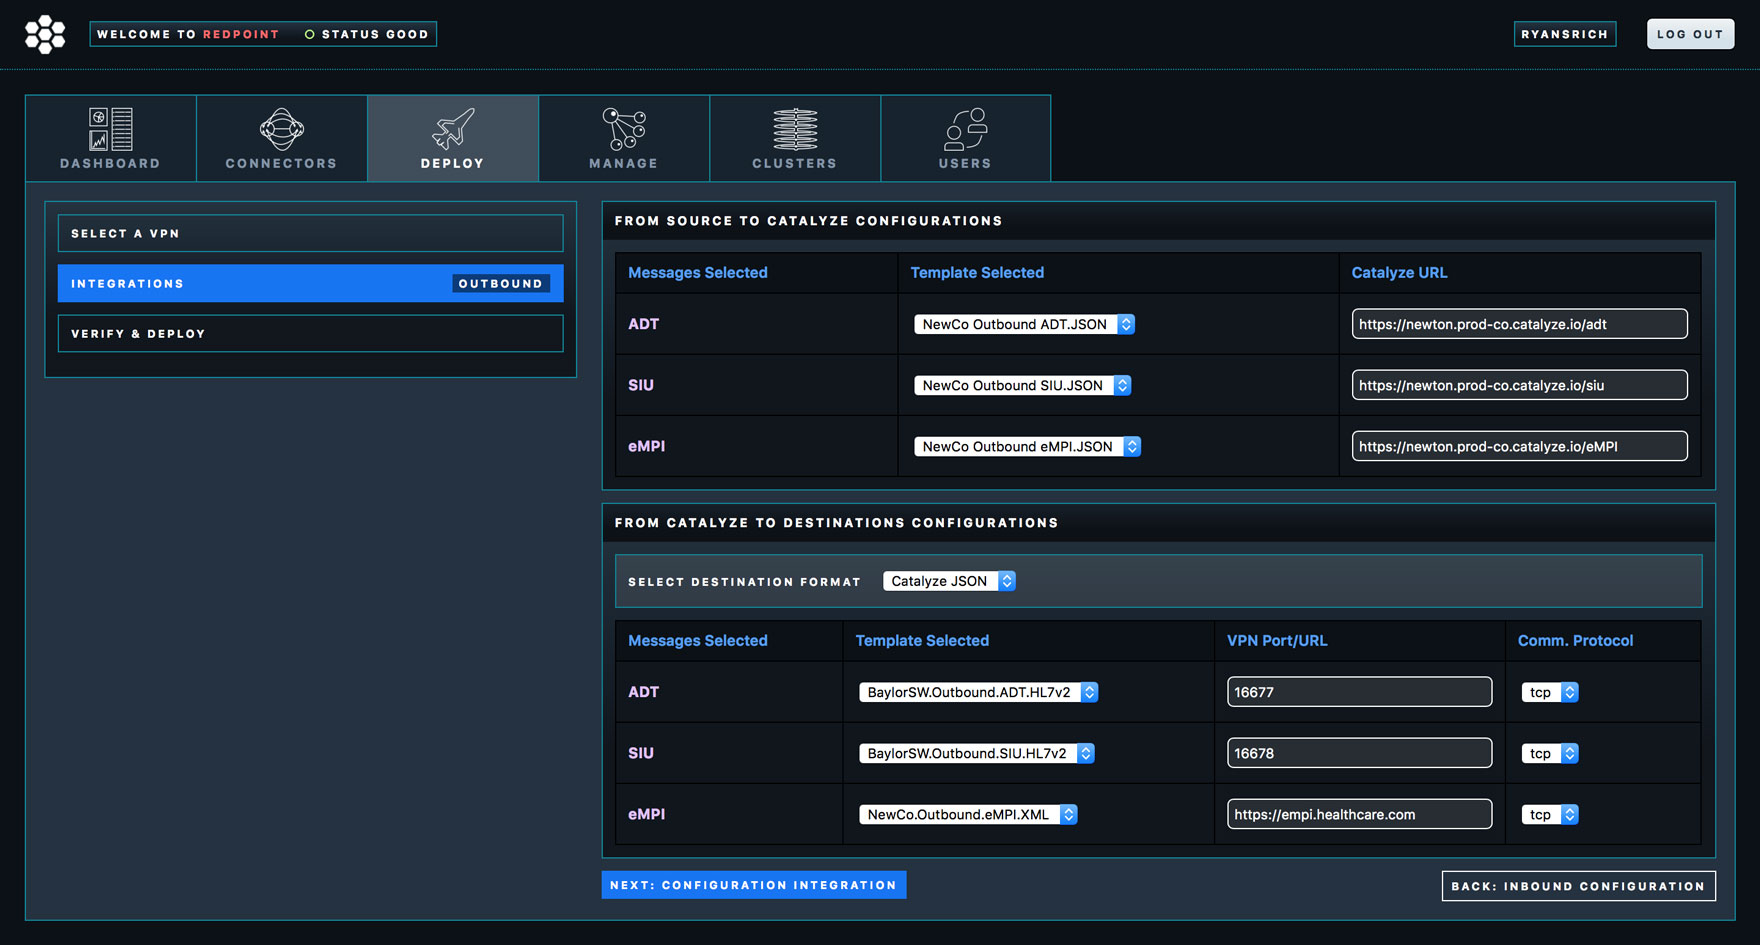 WELCOME TO REDPOINT STATUS GOOD
RYANSRICH
LOG OUT
DASHBOARD
CONNECTORS
DEPLOY
MANAGE
CLUSTERS
USERS
SELECT A VPN
INTEGRATIONS OUTBOUND
VERIFY & DEPLOY
FROM SOURCE TO CATALYZE CONFIGURATIONS
Messages Selected Template Selected Catalyze URL
ADT NewCo Outbound ADT.JSON https://newton.prod-co.catalyze.io/adt
SIU NewCo Outbound SIU.JSON https://newton.prod-co.catalyze.io/siu
eMPI NewCo Outbound eMPI.JSON https://newton.prod-co.catalyze.io/eMPI
FROM CATALYZE TO DESTINATIONS CONFIGURATIONS
SELECT DESTINATION FORMAT Catalyze JSON
Messages Selected Template Selected VPN Port/URL Comm. Protocol
ADT BaylorSW.Outbound.ADT.HL7v2 16677 tcp
SIU BaylorSW.Outbound.SIU.HL7v2 16678 tcp
eMPI NewCo.Outbound.eMPI.XML https://empi.healthcare.com tcp
NEXT: CONFIGURATION INTEGRATION
BACK: INBOUND CONFIGURATION